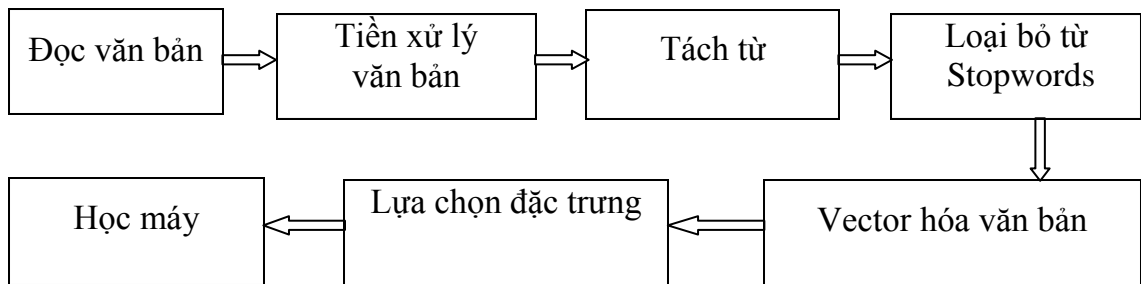 Đọc văn bản
Tiền xử lý
văn bản
Tách từ
Loại bỏ từ
Stopwords
Vector hóa văn bản
Lựa chọn đặc trưng
Học máy